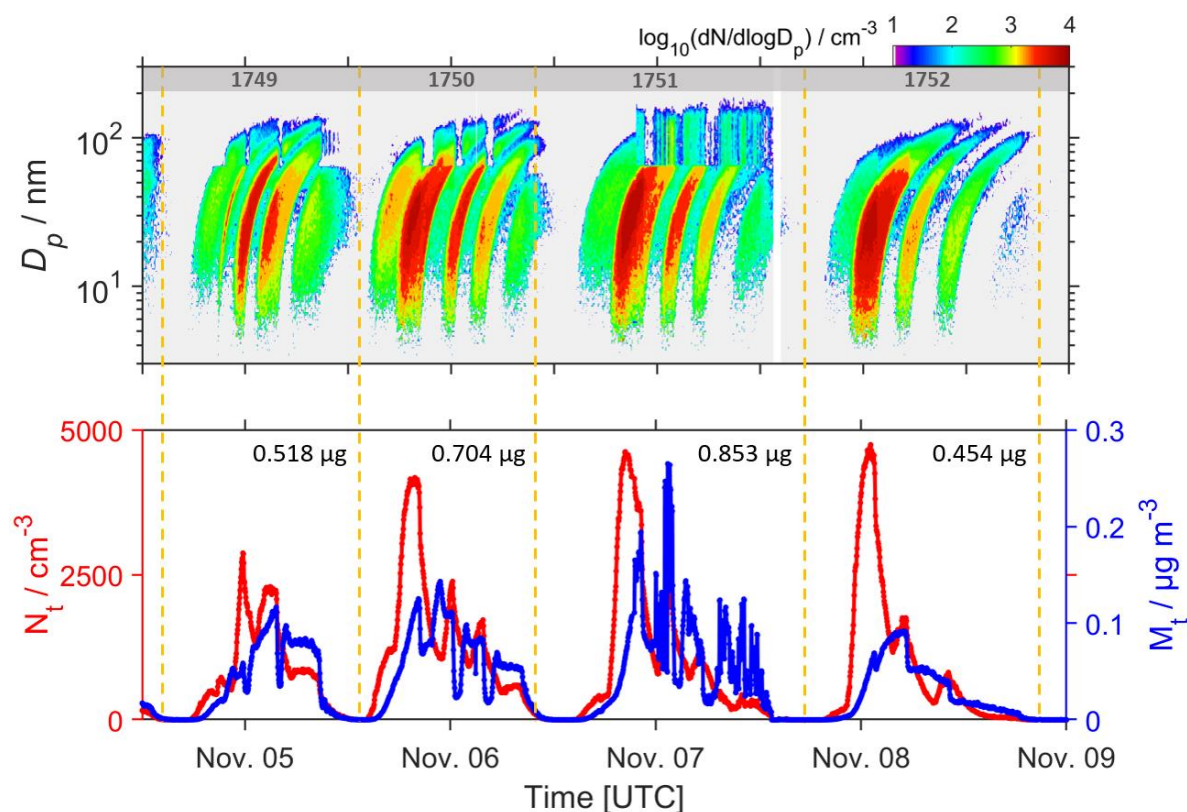 log10(dN/dlogDp) / cm-3
1 2 3 4
1749 1750 1751 1752
10²
10¹
Dp / nm
5000
2500
0
Nt / cm-3
0.518 µg 0.704 µg 0.853 µg 0.454 µg
0.3
0.2
0.1
0
Mt / µg m-3
Nov. 05 Nov. 06 Nov. 07 Nov. 08 Nov. 09
Time [UTC]